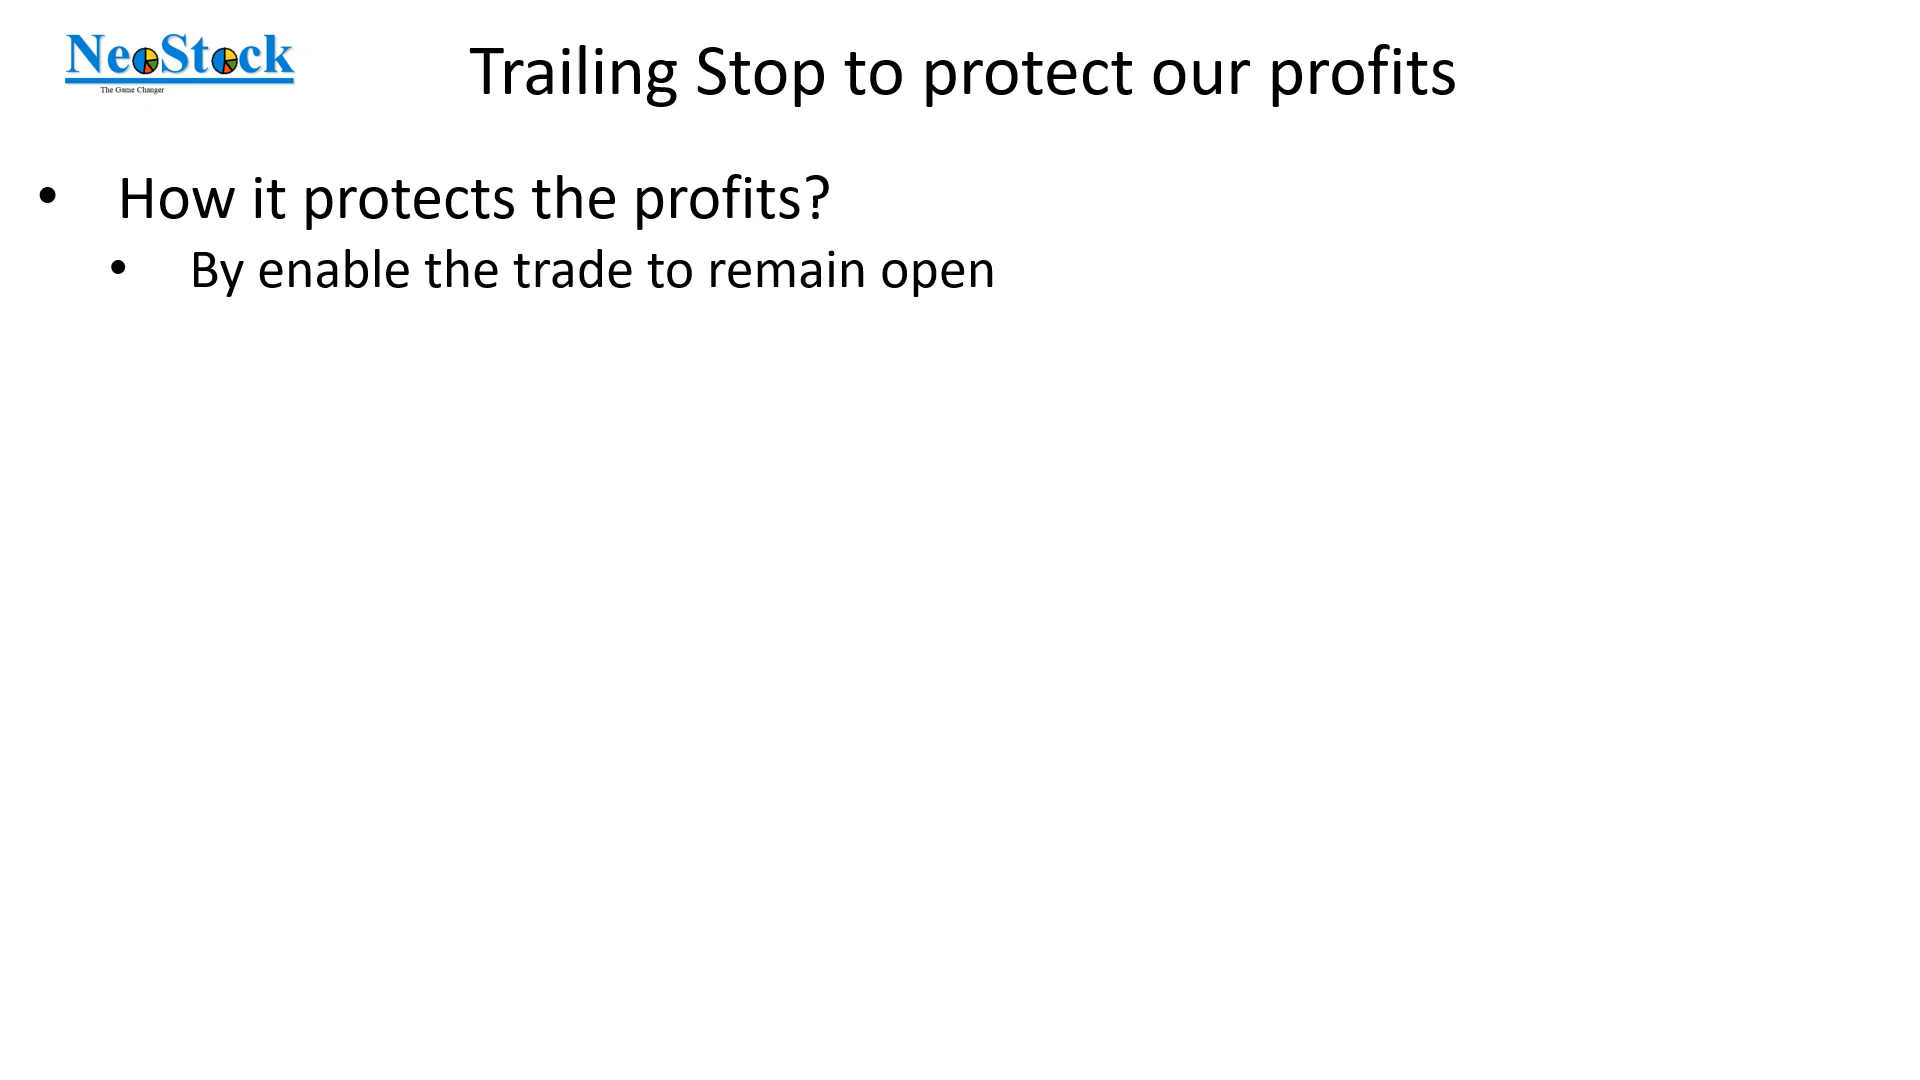 NeoStock
The Game Changer
Trailing Stop to protect our profits
• How it protects the profits?
• By enable the trade to remain open